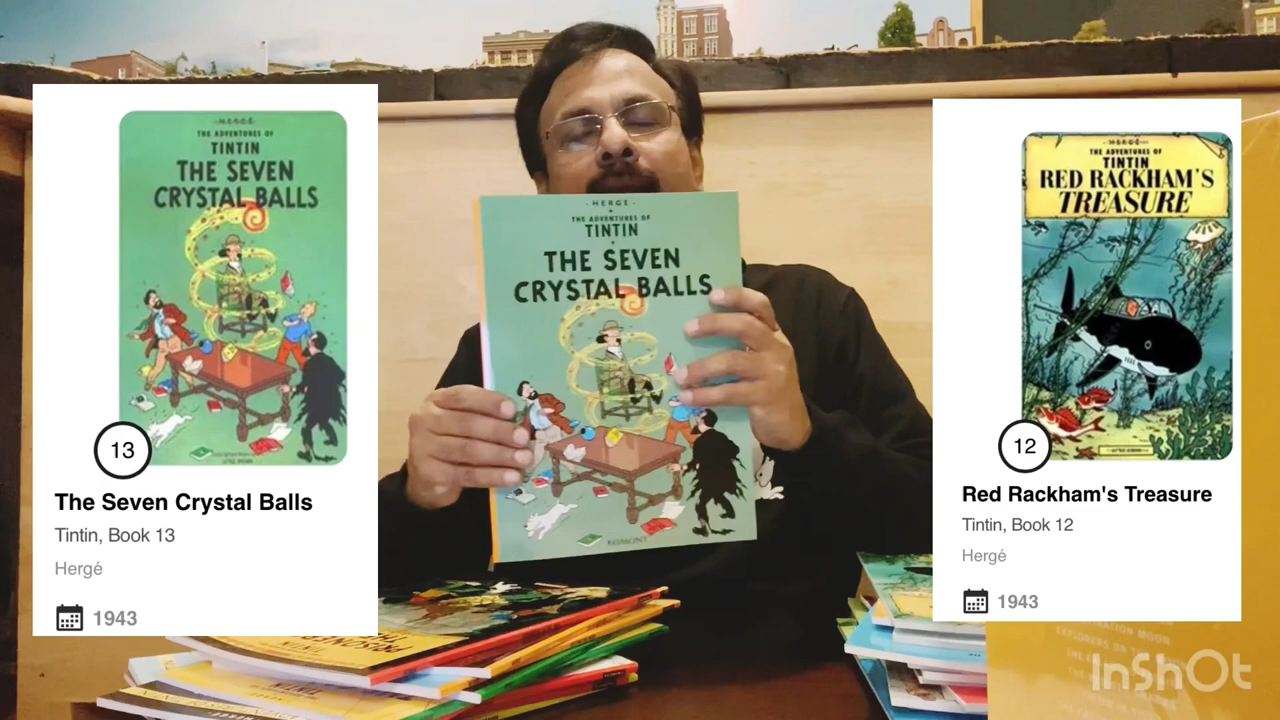 HERGÉ
THE ADVENTURES OF
TINTIN
THE SEVEN
CRYSTAL BALLS
13
The Seven Crystal Balls
Tintin, Book 13
Hergé
1943
- HERGÉ -
THE ADVENTURES OF
TINTIN
THE SEVEN
CRYSTAL BALLS
EGMONT
HERGÉ
THE ADVENTURES OF
TINTIN
RED RACKHAM'S
TREASURE
12
Red Rackham's Treasure
Tintin, Book 12
Hergé
1943
TINTIN
EXPLORERS ON THE
InShOt